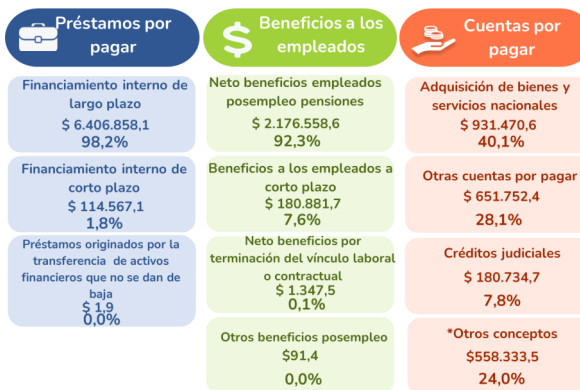 Préstamos por
pagar
Financiamiento interno de
largo plazo
$ 6.406.858,1
98,2%
Financiamiento interno de
corto plazo
$ 114.567,1
1,8%
Préstamos originados por la
transferencia de activos
financieros que no se dan de
baja
$ 1,9
0,0%
Beneficios a los
empleados
Neto beneficios empleados
posempleo pensiones
$ 2.176.558,6
92,3%
Beneficios a los empleados a
corto plazo
$ 180.881,7
7,6%
Neto beneficios por
terminación del vínculo laboral
o contractual
$ 1.347,5
0,1%
Otros beneficios posempleo
$91,4
0,0%
Cuentas por
pagar
Adquisición de bienes y
servicios nacionales
$ 931.470,6
40,1%
Otras cuentas por pagar
$ 651.752,4
28,1%
Créditos judiciales
$ 180.734,7
7,8%
*Otros conceptos
$558.333,5
24,0%